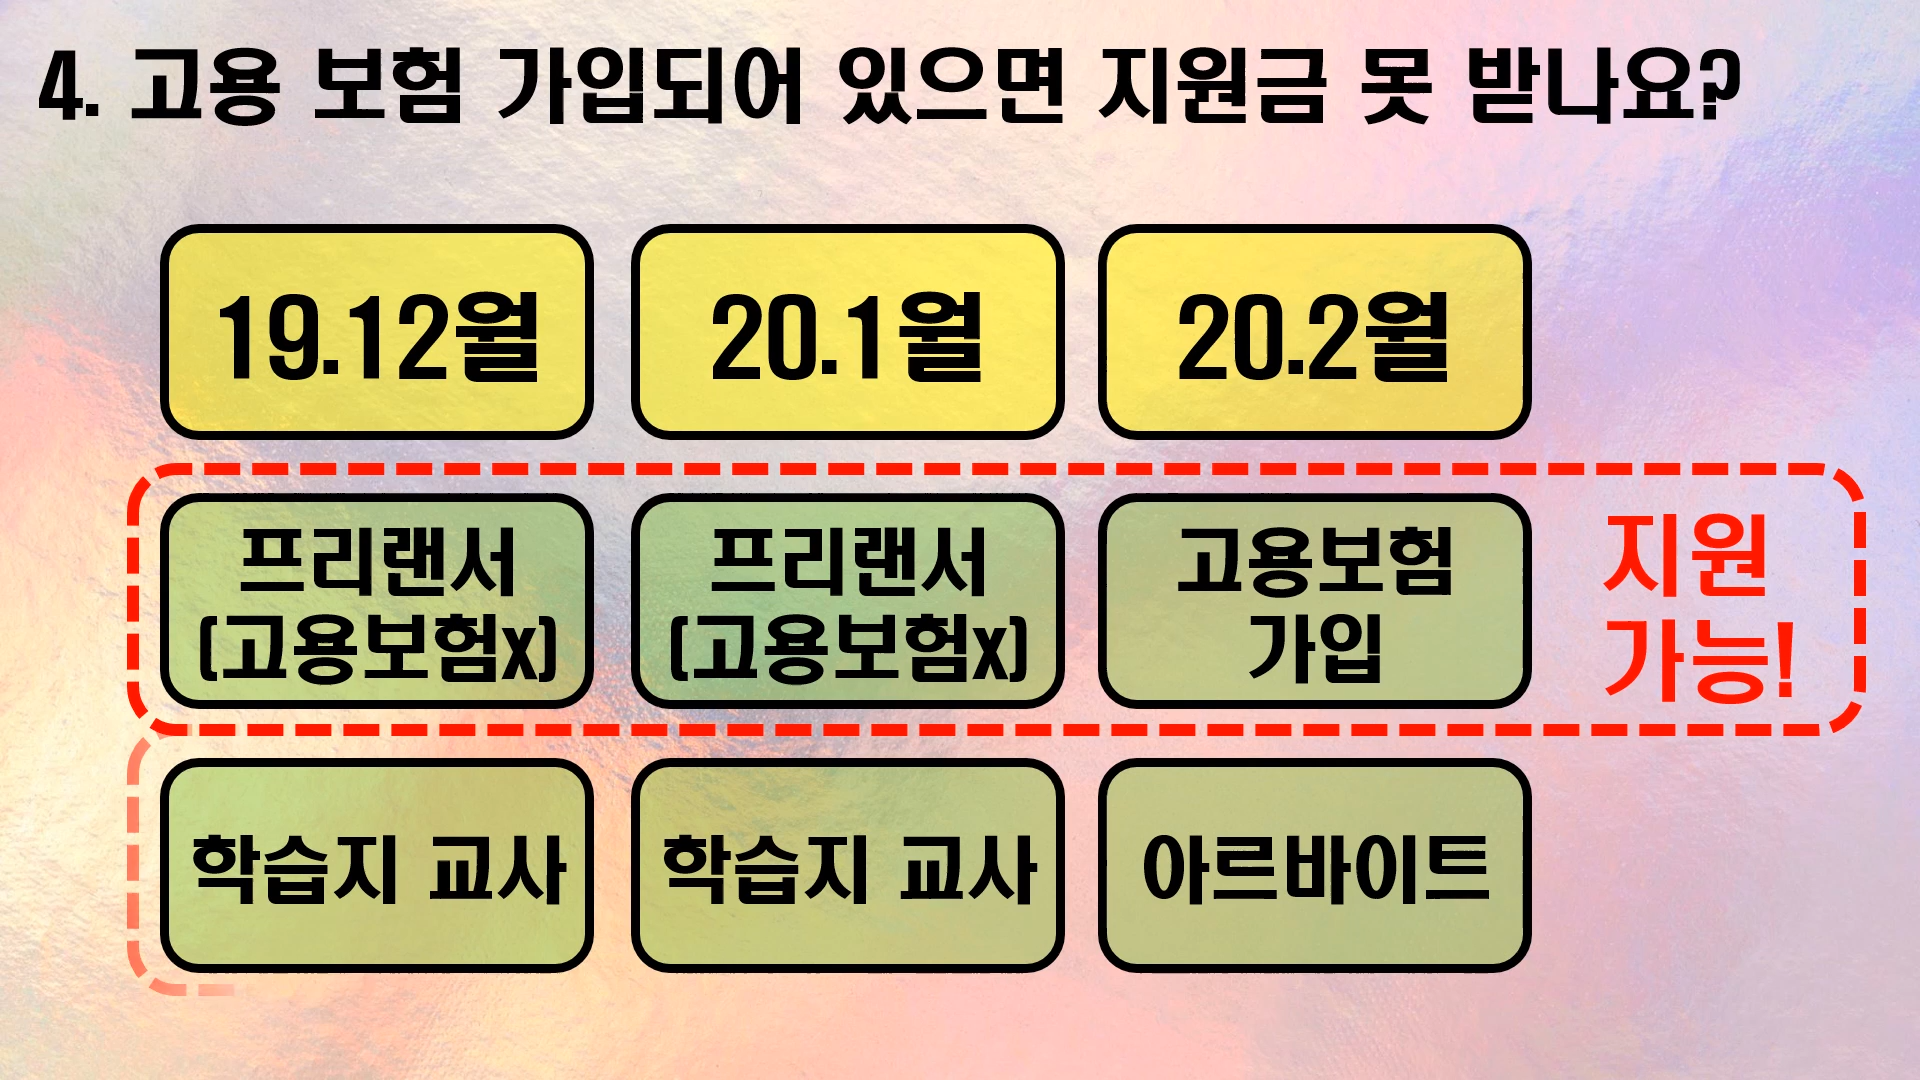 4. 고용 보험 가입되어 있으면 지원금 못 받나요?
19.12월
20.1월
20.2월
프리랜서
(고용보험X)
프리랜서
(고용보험X)
고용보험
가입
지원
가능!
학습지 교사
학습지 교사
아르바이트